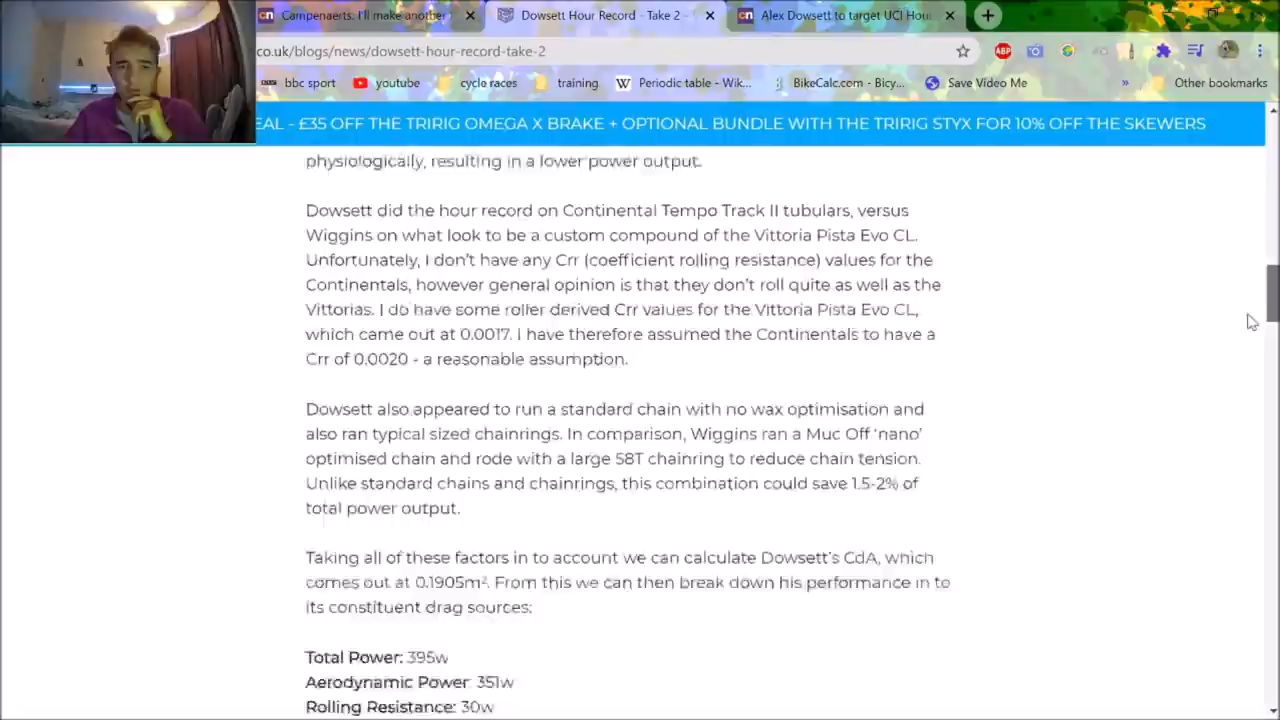 Campenaerts: I'll make another
Dowsett Hour Record - Take 2 -
Alex Dowsett to target UCI Hour
co.uk/blogs/news/dowsett-hour-record-take-2
ABP
bbc sport
youtube
cycle races
training
Periodic table - Wik...
BikeCalc.com - Bicy...
Save Video Me
»
Other bookmarks
EAL - £35 OFF THE TRIRIG OMEGA X BRAKE + OPTIONAL BUNDLE WITH THE TRIRIG STYX FOR 10% OFF THE SKEWERS
physiologically, resulting in a lower power output.
Dowsett did the hour record on Continental Tempo Track II tubulars, versus
Wiggins on what look to be a custom compound of the Vittoria Pista Evo CL.
Unfortunately, I don't have any Crr (coefficient rolling resistance) values for the
Continentals, however general opinion is that they don't roll quite as well as the
Vittorias. I do have some roller derived Crr values for the Vittoria Pista Evo CL,
which came out at 0.0017. I have therefore assumed the Continentals to have a
Crr of 0.0020 - a reasonable assumption.
Dowsett also appeared to run a standard chain with no wax optimisation and
also ran typical sized chainrings. In comparison, Wiggins ran a Muc Off 'nano'
optimised chain and rode with a large 58T chainring to reduce chain tension.
Unlike standard chains and chainrings, this combination could save 1.5-2% of
total power output.
Taking all of these factors in to account we can calculate Dowsett's CdA, which
comes out at 0.1905m². From this we can then break down his performance in to
its constituent drag sources:
Total Power: 395w
Aerodynamic Power: 351w
Rolling Resistance: 30w